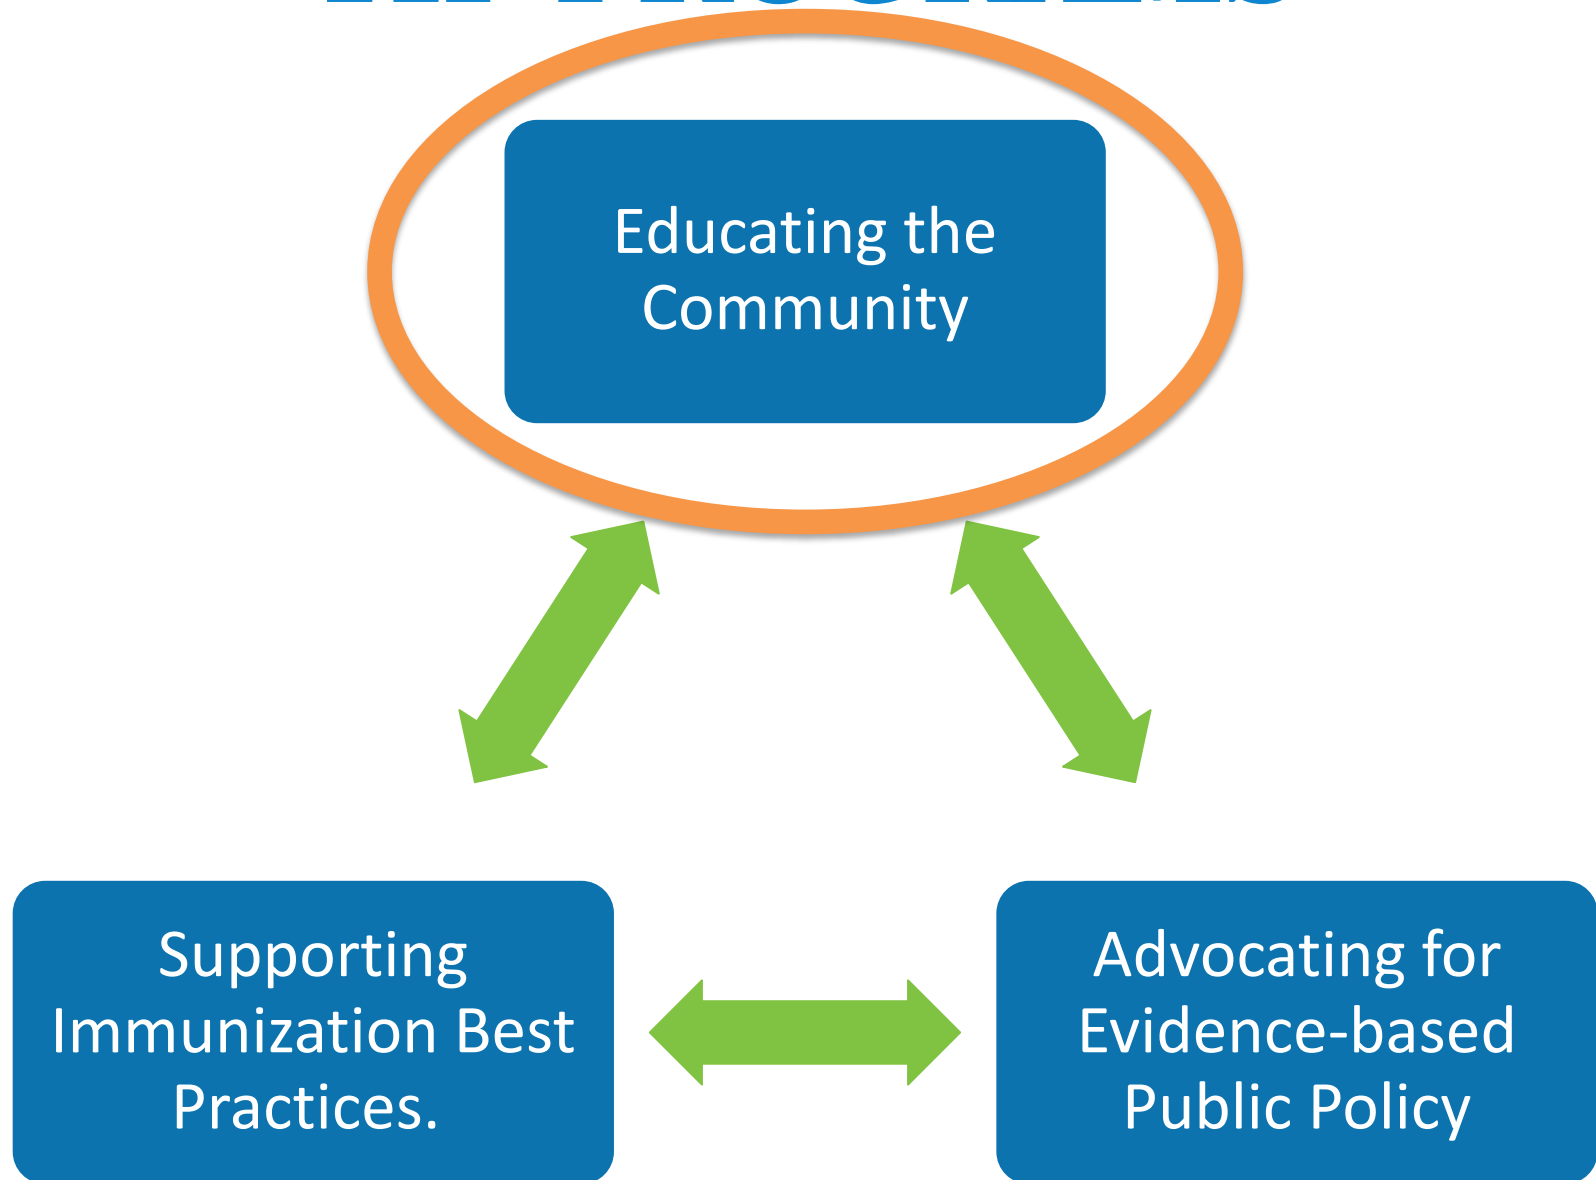 Educating the
Community
Supporting
Immunization Best
Practices.
Advocating for
Evidence-based
Public Policy